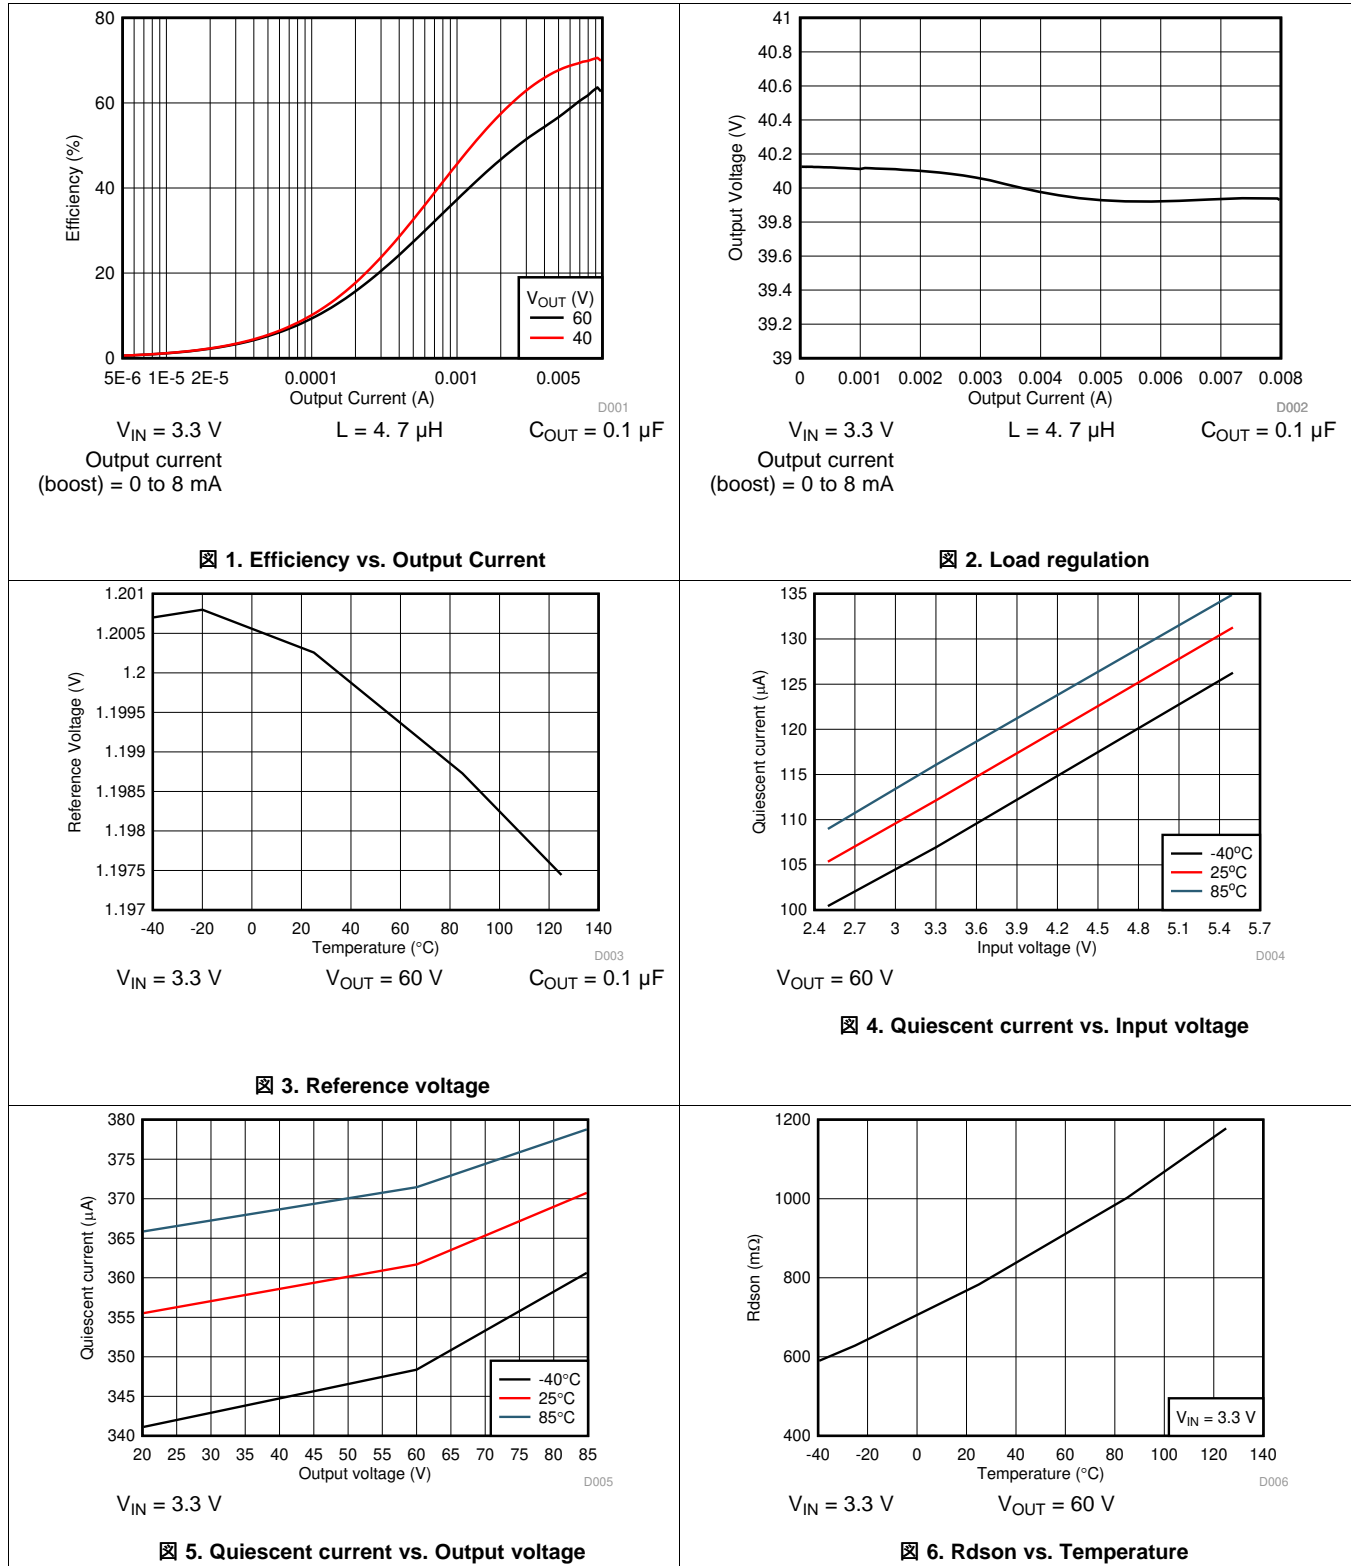 80
60
40
20
0
Efficiency (%)
5E-6 1E-5 2E-5 0.0001 0.001 0.005
Output Current (A)
D001
V_OUT (V)
60
40
V_IN = 3.3 V L = 4. 7 µH C_OUT = 0.1 µF
Output current
(boost) = 0 to 8 mA
図 1. Efficiency vs. Output Current
41
40.8
40.6
40.4
40.2
40
39.8
39.6
39.4
39.2
39
Output Voltage (V)
0 0.001 0.002 0.003 0.004 0.005 0.006 0.007 0.008
Output Current (A)
D002
V_IN = 3.3 V L = 4. 7 µH C_OUT = 0.1 µF
Output current
(boost) = 0 to 8 mA
図 2. Load regulation
1.201
1.2005
1.2
1.1995
1.199
1.1985
1.198
1.1975
1.197
Reference Voltage (V)
-40 -20 0 20 40 60 80 100 120 140
Temperature (°C)
D003
V_IN = 3.3 V V_OUT = 60 V C_OUT = 0.1 µF
図 3. Reference voltage
135
130
125
120
115
110
105
100
Quiescent current (µA)
2.4 2.7 3 3.3 3.6 3.9 4.2 4.5 4.8 5.1 5.4 5.7
Input voltage (V)
D004
-40°C
25°C
85°C
V_OUT = 60 V
図 4. Quiescent current vs. Input voltage
380
375
370
365
360
355
350
345
340
Quiescent current (µA)
20 25 30 35 40 45 50 55 60 65 70 75 80 85
Output voltage (V)
D005
-40°C
25°C
85°C
V_IN = 3.3 V
図 5. Quiescent current vs. Output voltage
1200
1000
800
600
400
Rdson (mΩ)
-40 -20 0 20 40 60 80 100 120 140
Temperature (°C)
D006
V_IN = 3.3 V
V_IN = 3.3 V V_OUT = 60 V
図 6. Rdson vs. Temperature